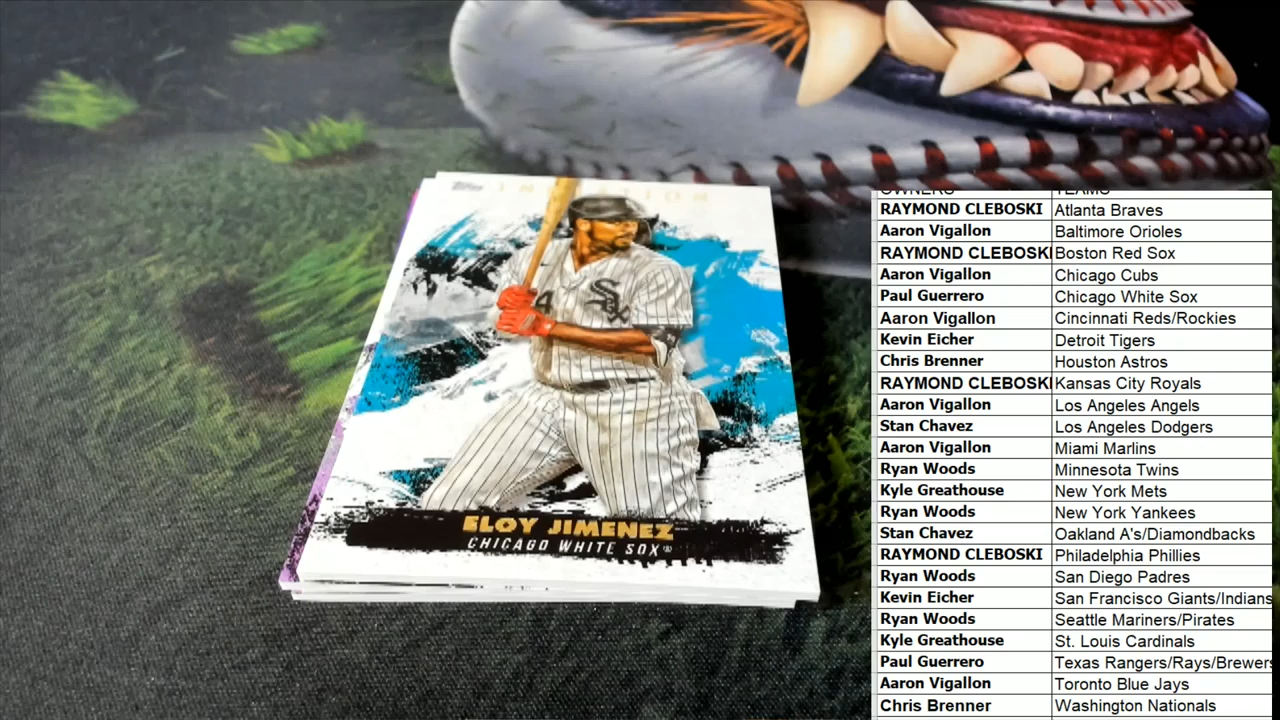 Topps
INCEPTION
4
Sox
ELOY JIMENEZ
CHICAGO WHITE SOX
OWNERS TEAMS
RAYMOND CLEBOSKI Atlanta Braves
Aaron Vigallon Baltimore Orioles
RAYMOND CLEBOSKI Boston Red Sox
Aaron Vigallon Chicago Cubs
Paul Guerrero Chicago White Sox
Aaron Vigallon Cincinnati Reds/Rockies
Kevin Eicher Detroit Tigers
Chris Brenner Houston Astros
RAYMOND CLEBOSKI Kansas City Royals
Aaron Vigallon Los Angeles Angels
Stan Chavez Los Angeles Dodgers
Aaron Vigallon Miami Marlins
Ryan Woods Minnesota Twins
Kyle Greathouse New York Mets
Ryan Woods New York Yankees
Stan Chavez Oakland A's/Diamondbacks
RAYMOND CLEBOSKI Philadelphia Phillies
Ryan Woods San Diego Padres
Kevin Eicher San Francisco Giants/Indians
Ryan Woods Seattle Mariners/Pirates
Kyle Greathouse St. Louis Cardinals
Paul Guerrero Texas Rangers/Rays/Brewers
Aaron Vigallon Toronto Blue Jays
Chris Brenner Washington Nationals